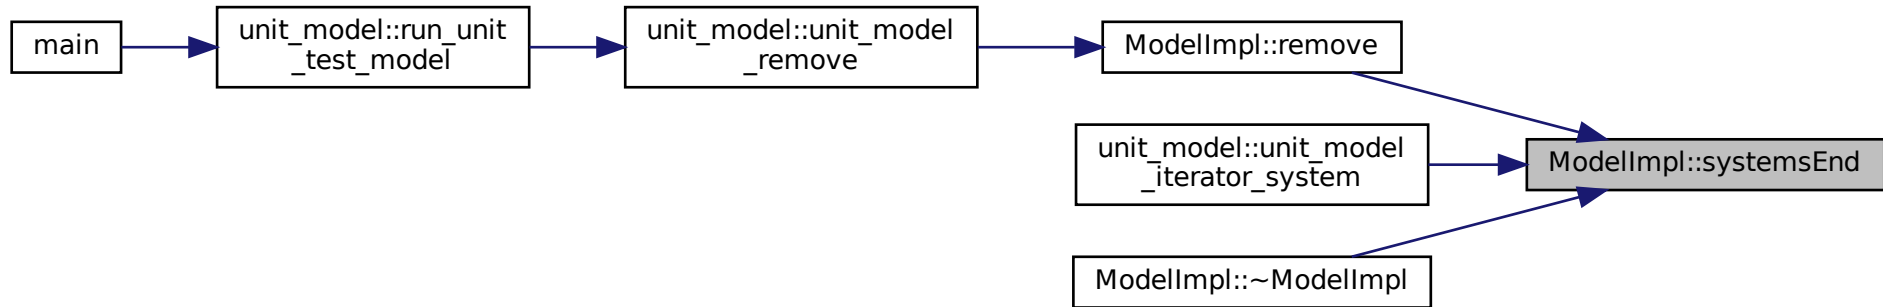 main
unit_model::run_unit
_test_model
unit_model::unit_model
_remove
ModelImpl::remove
unit_model::unit_model
_iterator_system
ModelImpl::~ModelImpl
ModelImpl::systemsEnd